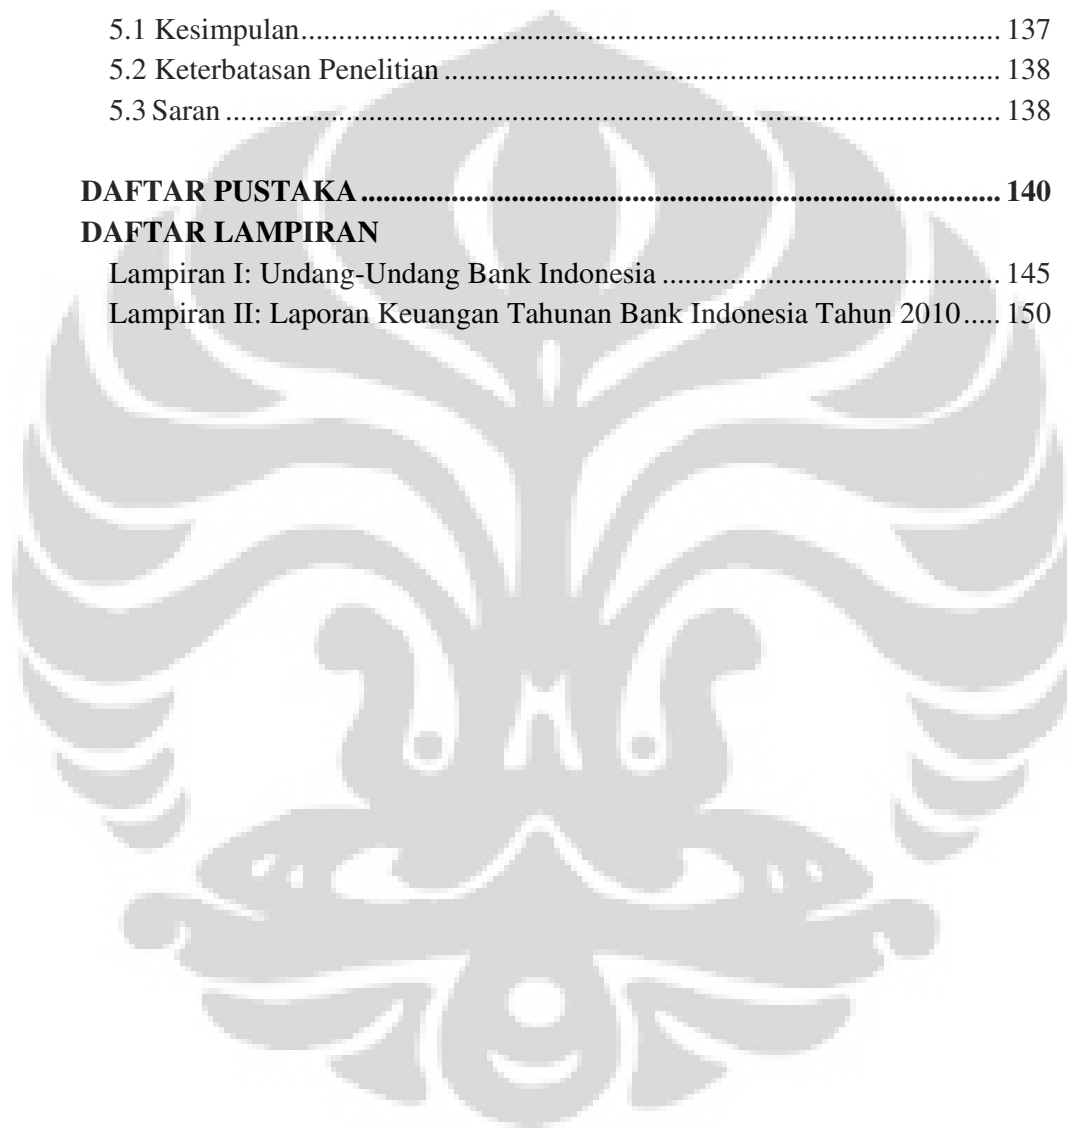 5.1 Kesimpulan.............................................................................................. 137
5.2 Keterbatasan Penelitian ........................................................................... 138
5.3 Saran ........................................................................................................ 138
DAFTAR PUSTAKA ...................................................................................... 140
DAFTAR LAMPIRAN
Lampiran I: Undang-Undang Bank Indonesia ............................................. 145
Lampiran II: Laporan Keuangan Tahunan Bank Indonesia Tahun 2010..... 150